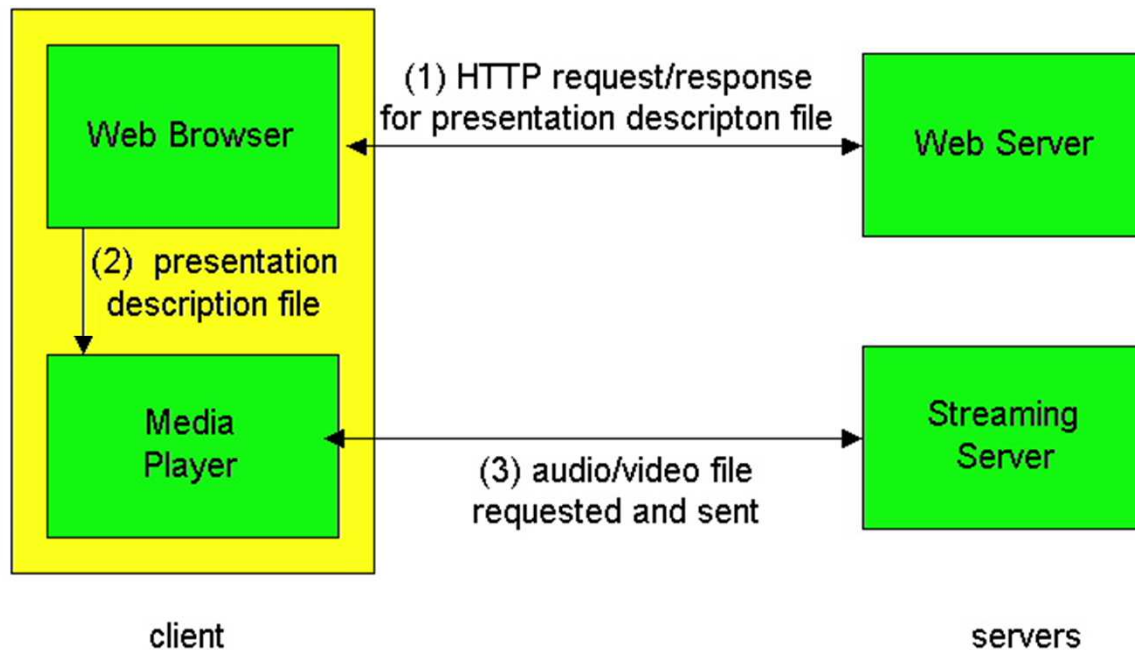 Web Browser
(1) HTTP request/response
for presentation descripton file
Web Server
(2) presentation
description file
Media
Player
(3) audio/video file
requested and sent
Streaming
Server
client
servers